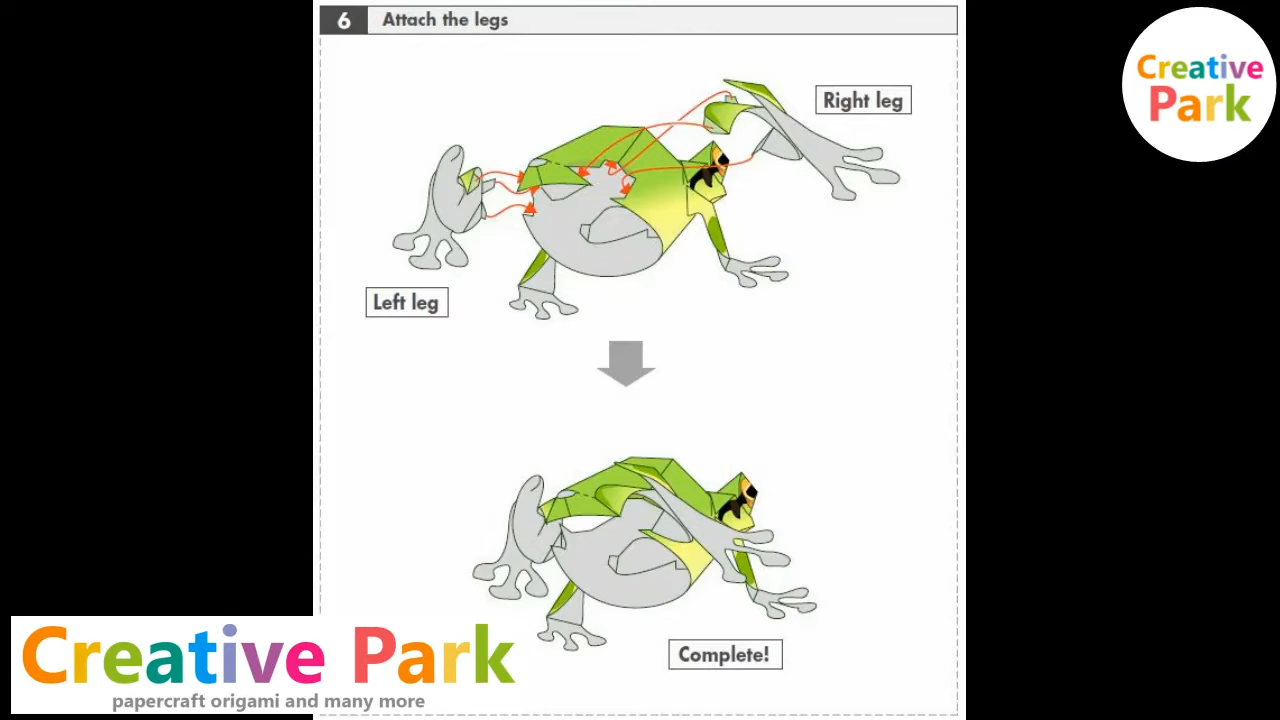 6 Attach the legs
Creative
Park
Right leg
Left leg
Complete!
Creative Park
papercraft origami and many more